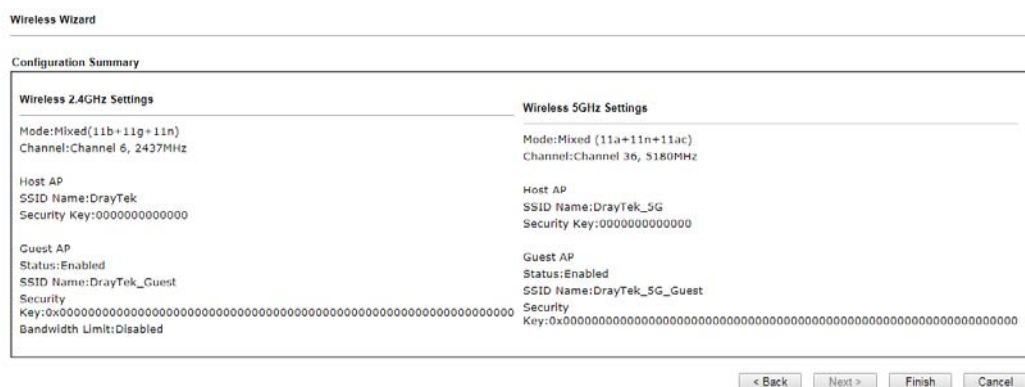 Wireless Wizard
Configuration Summary
Wireless 2.4GHz Settings
Mode:Mixed(11b+11g+11n)
Channel:Channel 6, 2437MHz
Host AP
SSID Name:DrayTek
Security Key:0000000000000
Guest AP
Status:Enabled
SSID Name:DrayTek_Guest
Security
Key:0x0000000000000000000000000000000000000000000000000000000000000000
Bandwidth Limit:Disabled
Wireless 5GHz Settings
Mode:Mixed (11a+11n+11ac)
Channel:Channel 36, 5180MHz
Host AP
SSID Name:DrayTek_5G
Security Key:0000000000000
Guest AP
Status:Enabled
SSID Name:DrayTek_5G_Guest
Security
Key:0x0000000000000000000000000000000000000000000000000000000000000000
< Back Next > Finish Cancel